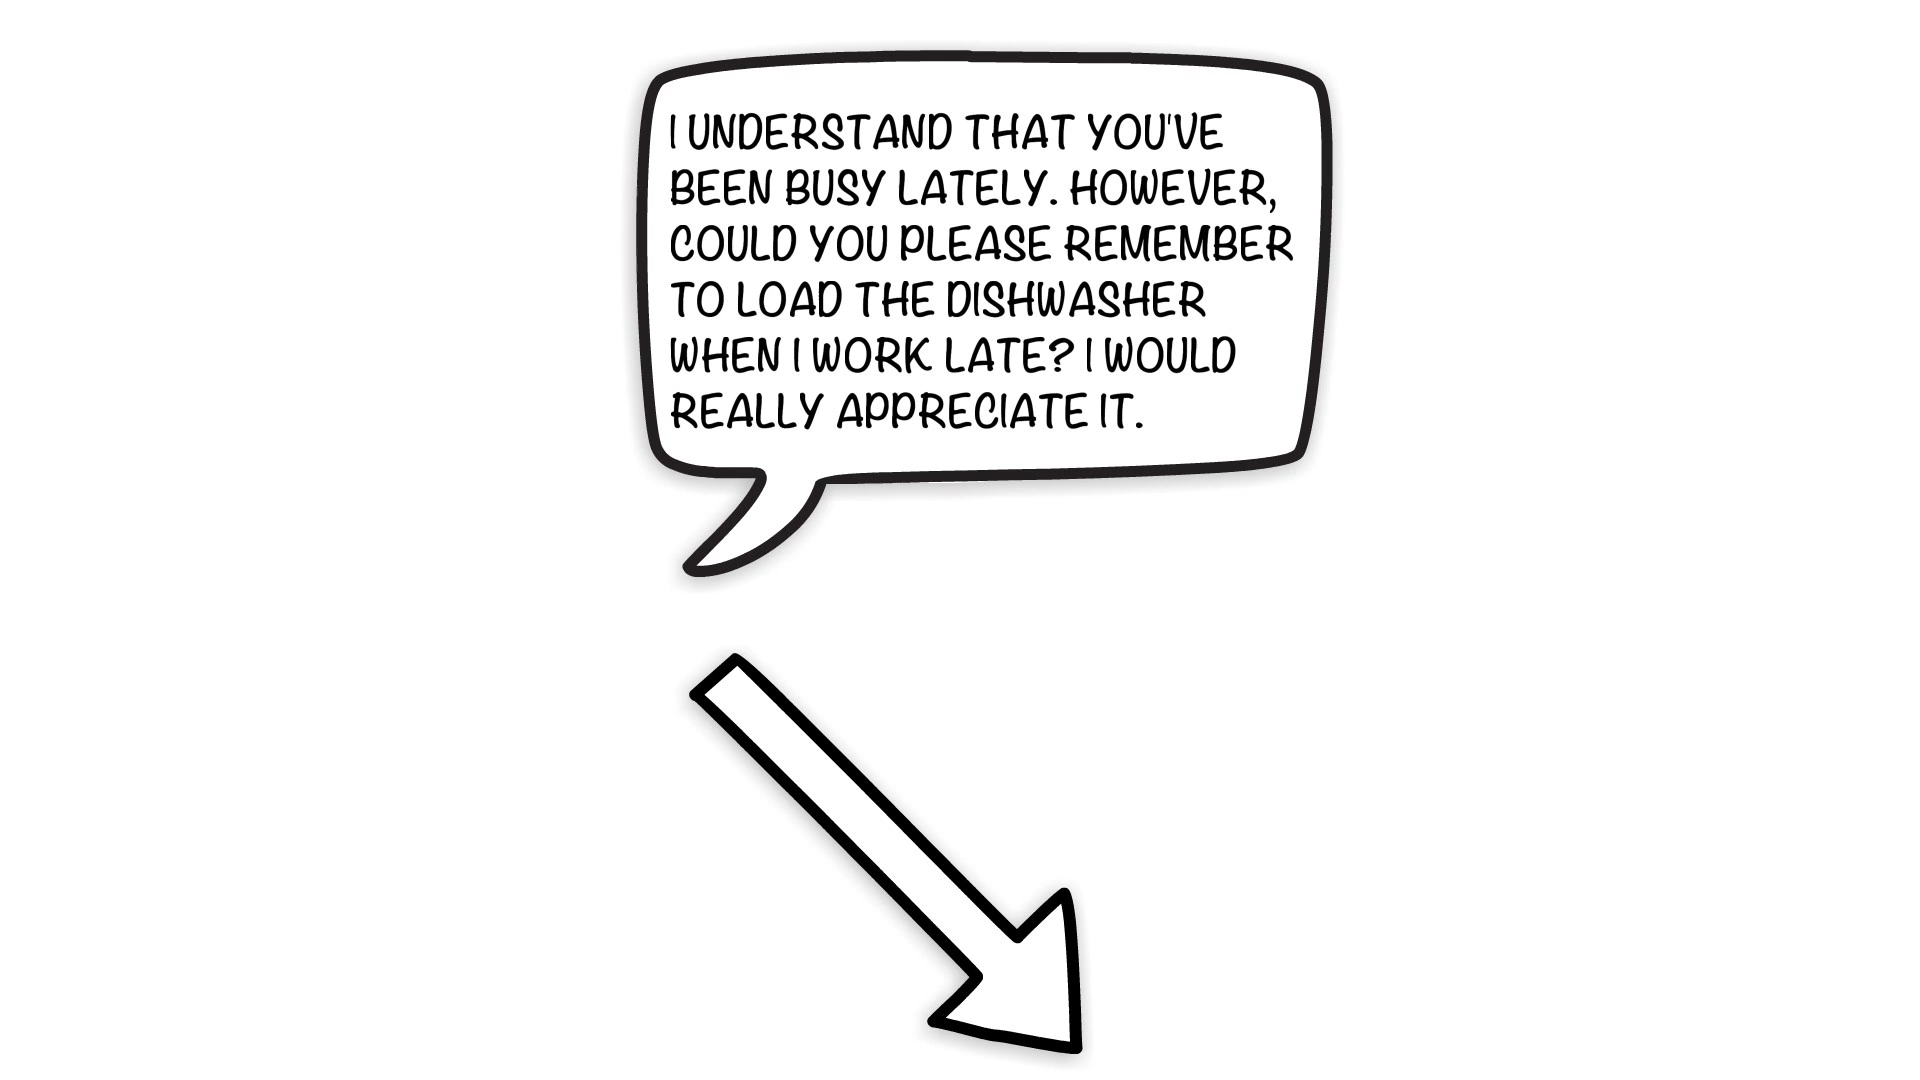 I UNDERSTAND THAT YOU'VE
BEEN BUSY LATELY. HOWEVER,
COULD YOU PLEASE REMEMBER
TO LOAD THE DISHWASHER
WHEN I WORK LATE? I WOULD
REALLY APPRECIATE IT.